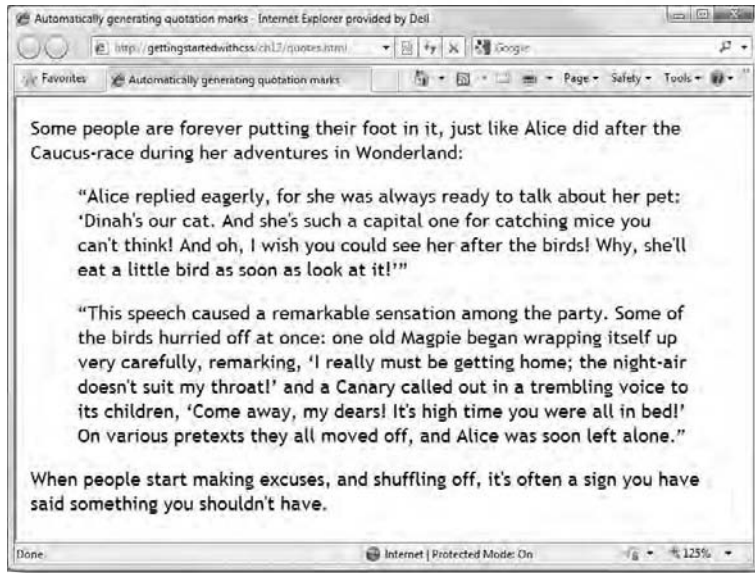 Automatically generating quotation marks - Internet Explorer provided by Dell
http://gettingstartedwithcss/ch12/quotes.html Google
Favorites Automatically generating quotation marks Page Safety Tools
Some people are forever putting their foot in it, just like Alice did after the
Caucus-race during her adventures in Wonderland:
“Alice replied eagerly, for she was always ready to talk about her pet:
‘Dinah's our cat. And she's such a capital one for catching mice you
can't think! And oh, I wish you could see her after the birds! Why, she'll
eat a little bird as soon as look at it!’”
“This speech caused a remarkable sensation among the party. Some of
the birds hurried off at once: one old Magpie began wrapping itself up
very carefully, remarking, ‘I really must be getting home; the night-air
doesn't suit my throat!’ and a Canary called out in a trembling voice to
its children, ‘Come away, my dears! It's high time you were all in bed!’
On various pretexts they all moved off, and Alice was soon left alone.”
When people start making excuses, and shuffling off, it's often a sign you have
said something you shouldn't have.
Done Internet | Protected Mode: On 125%